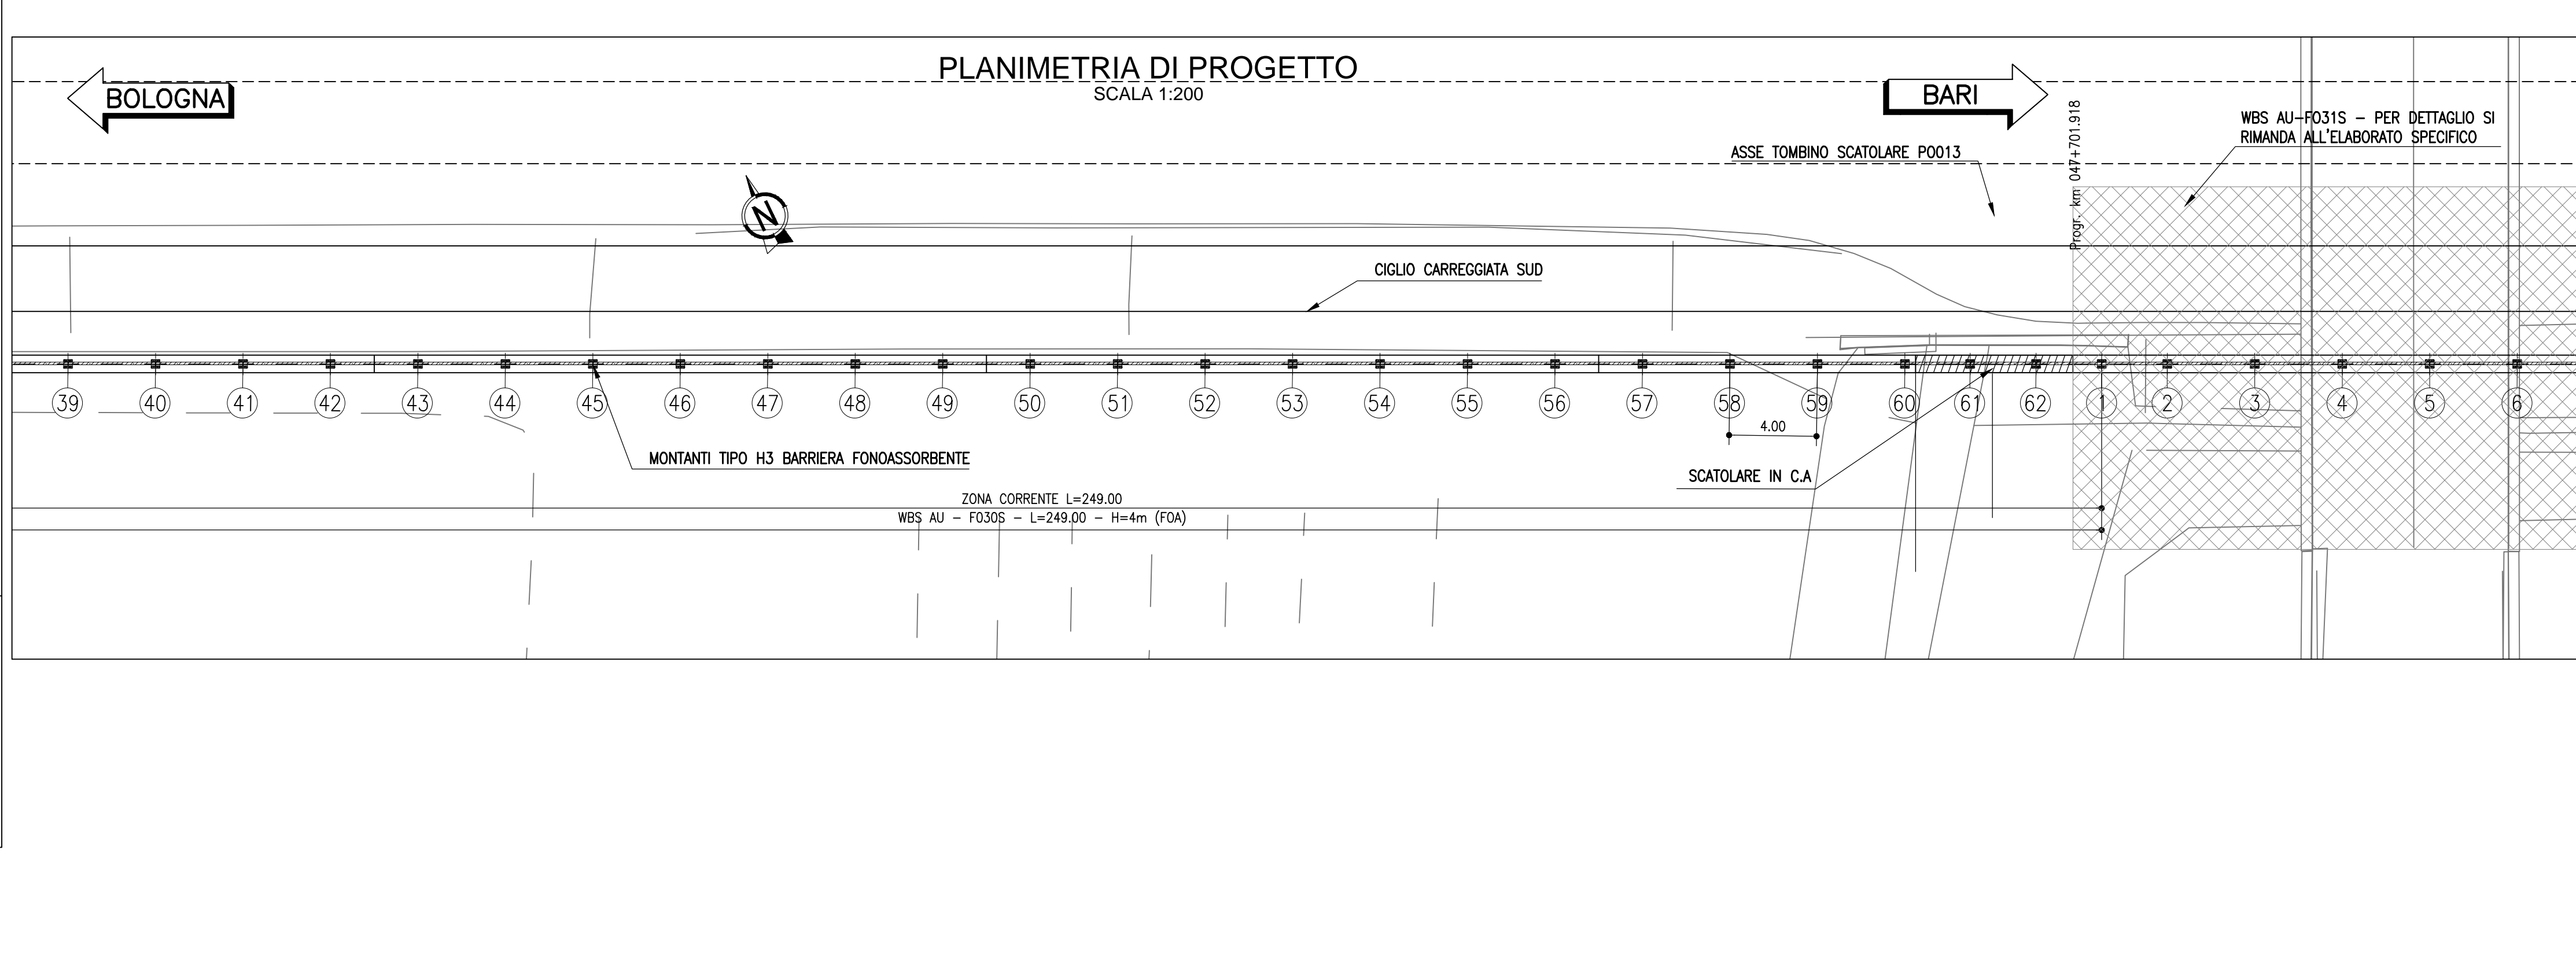 PLANIMETRIA DI PROGETTO
SCALA 1:200
BOLOGNA
BARI
WBS AU-F031S - PER DETTAGLIO SI
RIMANDA ALL'ELABORATO SPECIFICO
ASSE TOMBINO SCATOLARE PO013
Progr. km 047+701.918
N
CIGLIO CARREGGIATA SUD
39 40 41 42 43 44 45 46 47 48 49 50 51 52 53 54 55 56 57 58 59 60 61 62 1 2 3 4 5 6
4.00
MONTANTI TIPO H3 BARRIERA FONOASSORBENTE
SCATOLARE IN C.A
ZONA CORRENTE L=249.00
WBS AU - F030S - L=249.00 - H=4m (FOA)